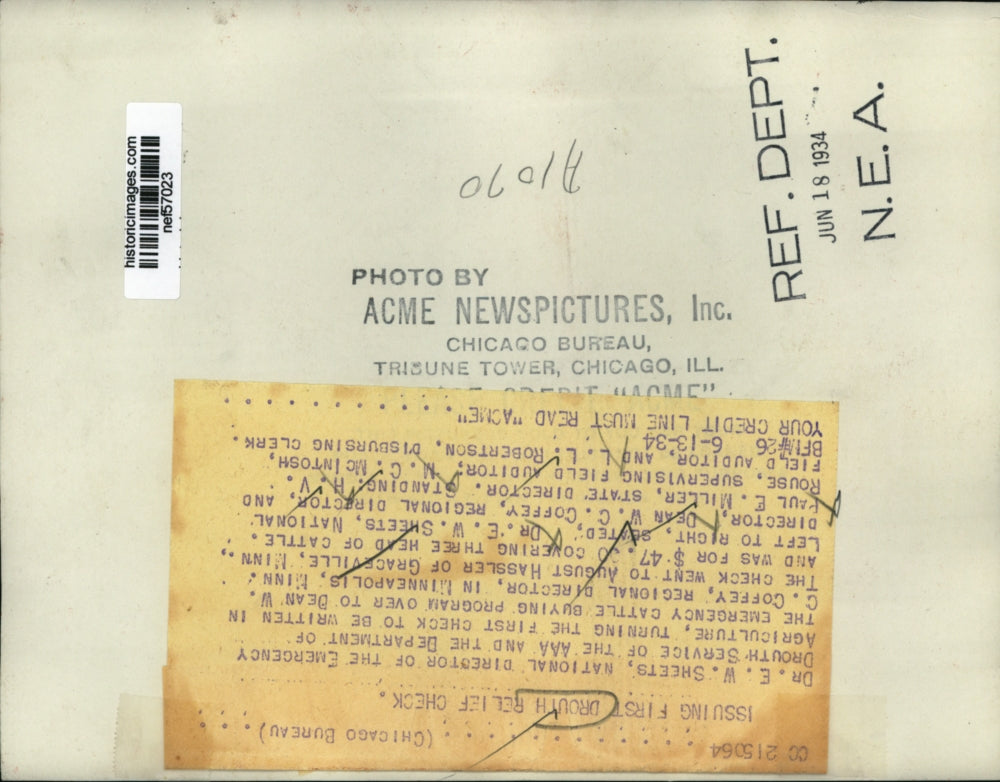 historicimages.com
nef57023
A1070
REF. DEPT.
JUN 18 1934
N. E. A.
PHOTO BY
ACME NEWSPICTURES, Inc.
CHICAGO BUREAU,
TRIBUNE TOWER, CHICAGO, ILL.
CREDIT "ACME"
CC 215064 (CHICAGO BUREAU)
ISSUING FIRST DROUTH RELIEF CHECK.
DR. E. W. SHEETS, NATIONAL DIRECTOR OF THE EMERGENCY
DROUTH SERVICE OF THE AAA AND THE DEPARTMENT OF
AGRICULTURE, TURNING THE FIRST CHECK TO BE WRITTEN IN
THE EMERGENCY CATTLE BUYING PROGRAM OVER TO DEAN W.
C. COFFEY, REGIONAL DIRECTOR, IN MINNEAPOLIS, MINN.
THE CHECK WENT TO AUGUST HASSLER OF GRACEVILLE, MINN.,
AND WAS FOR $47. COVERING THREE HEAD OF CATTLE.
LEFT TO RIGHT, SEATED, DR. E. W. SHEETS, NATIONAL
DIRECTOR, DEAN W. C. COFFEY, REGIONAL DIRECTOR, AND
PAUL E. MILLER, STATE DIRECTOR. STANDING, H. V.
ROUSE, SUPERVISING FIELD AUDITOR, M. C. MCINTOSH,
FIELD AUDITOR, AND L. L. ROBERTSON, DISBURSING CLERK.
BFIM#26 6-13-34
YOUR CREDIT LINE MUST READ "ACME".